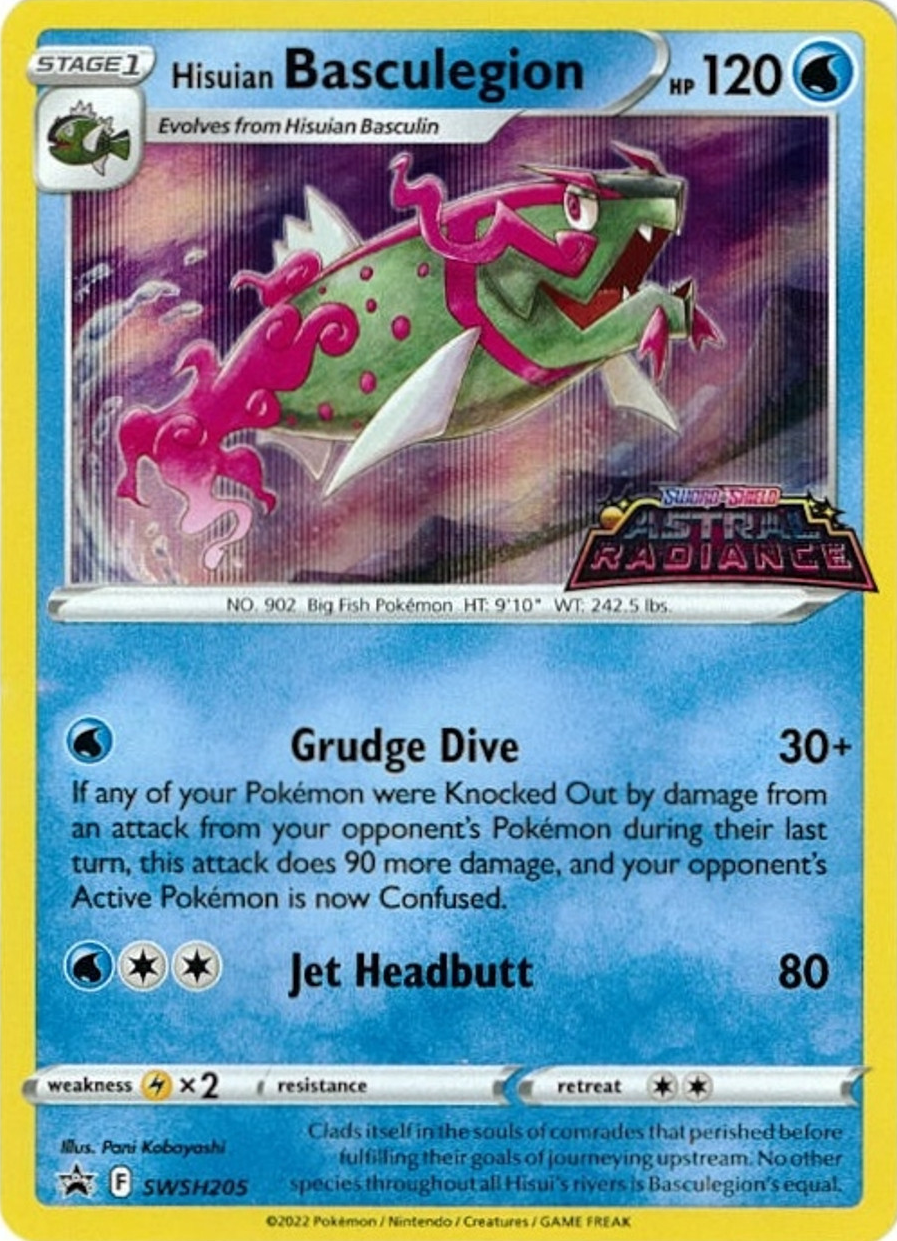 STAGE1
Hisuian Basculegion
HP 120
Evolves from Hisuian Basculin
SWORD & SHIELD
ASTRAL
RADIANCE
NO. 902 Big Fish Pokémon HT: 9'10" WT: 242.5 lbs.
Grudge Dive 30+
If any of your Pokémon were Knocked Out by damage from
an attack from your opponent's Pokémon during their last
turn, this attack does 90 more damage, and your opponent's
Active Pokémon is now Confused.
Jet Headbutt 80
weakness ×2 resistance retreat
Illus. Pani Kobayashi
Clads itself in the souls of comrades that perished before
fulfilling their goals of journeying upstream. No other
species throughout all Hisui's rivers is Basculegion's equal.
F SWSH205
©2022 Pokémon / Nintendo / Creatures / GAME FREAK